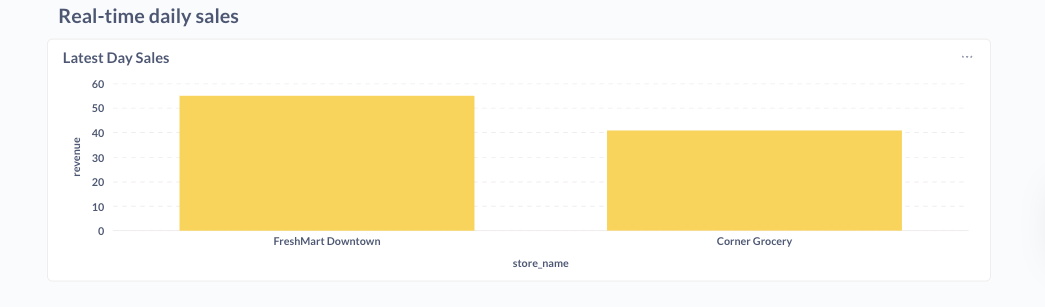 Real-time daily sales
Latest Day Sales
...
60
50
40
30
20
10
0
revenue
FreshMart Downtown
Corner Grocery
store_name